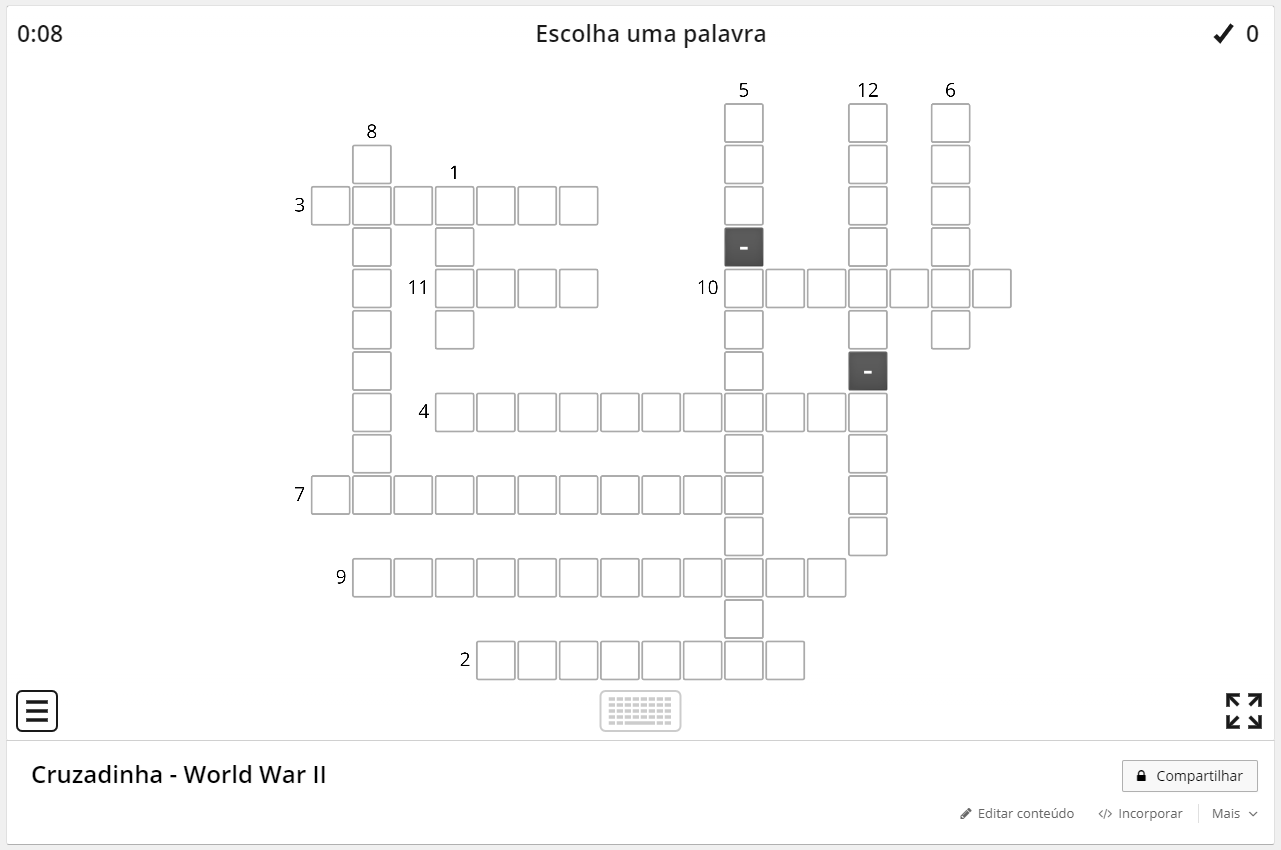 0:08
Escolha uma palavra
0
5 12 6
8
1
3
-
11 10
-
4
7
9
2
Cruzadinha - World War II
Compartilhar
Editar conteúdo </> Incorporar Mais